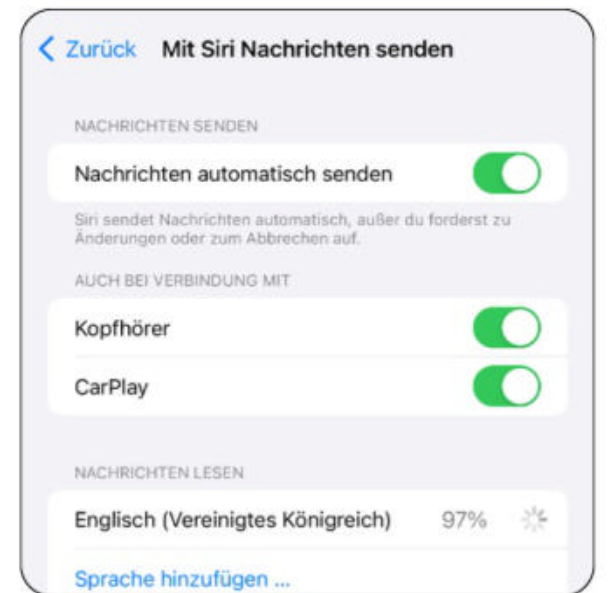 Zurück Mit Siri Nachrichten senden
NACHRICHTEN SENDEN
Nachrichten automatisch senden
Siri sendet Nachrichten automatisch, außer du forderst zu
Änderungen oder zum Abbrechen auf.
AUCH BEI VERBINDUNG MIT
Kopfhörer
CarPlay
NACHRICHTEN LESEN
Englisch (Vereinigtes Königreich) 97%
Sprache hinzufügen ...